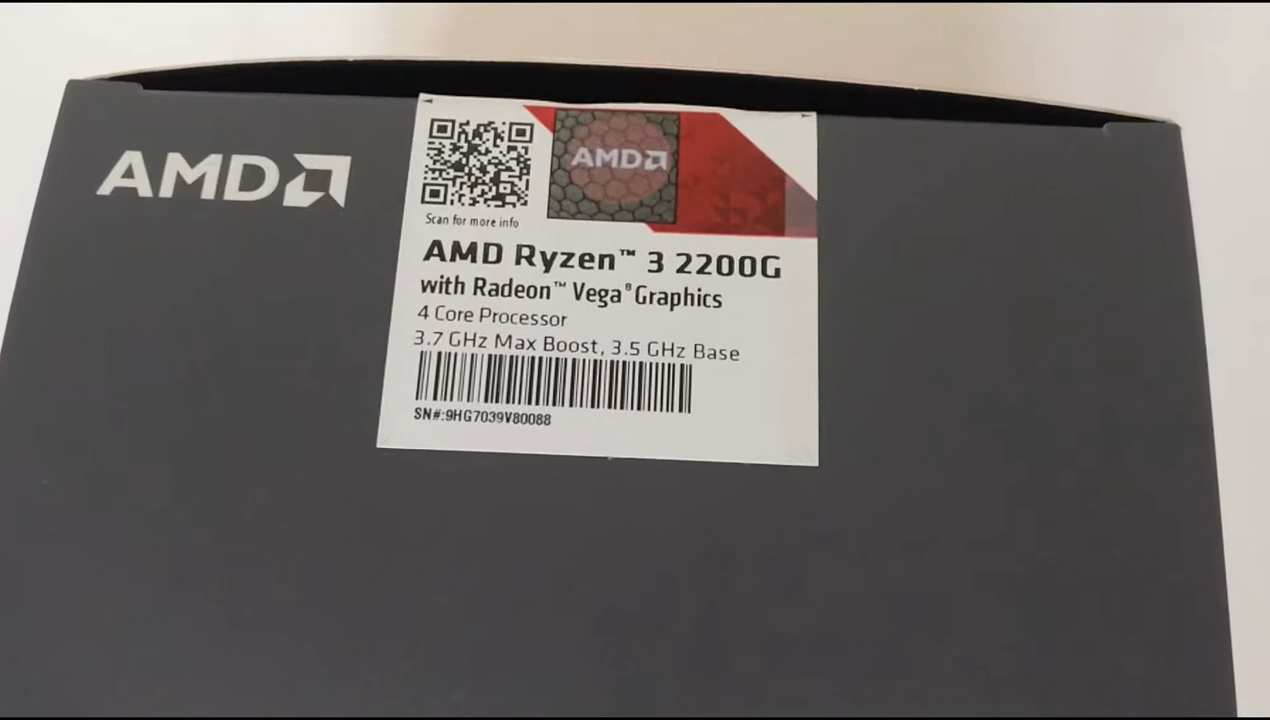 AMD
AMD
Scan for more info
AMD Ryzen™ 3 2200G
with Radeon™ Vega⁸ Graphics
4 Core Processor
3.7 GHz Max Boost, 3.5 GHz Base
SN#:9HG7039V80088